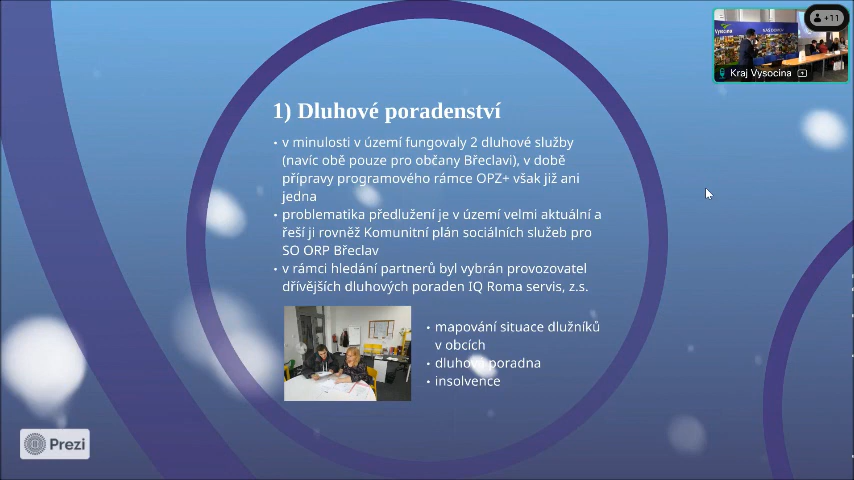 +11
Kraj Vysocina
1) Dluhové poradenství
• v minulosti v území fungovaly 2 dluhové služby
(navíc obě pouze pro občany Břeclavi), v době
přípravy programového rámce OPZ+ však již ani
jedna
• problematika předlužení je v území velmi aktuální a
řeší ji rovněž Komunitní plán sociálních služeb pro
SO ORP Břeclav
• v rámci hledání partnerů byl vybrán provozovatel
dřívějších dluhových poraden IQ Roma servis, z.s.
• mapování situace dlužníků
v obcích
• dluhová poradna
• insolvence
Prezi